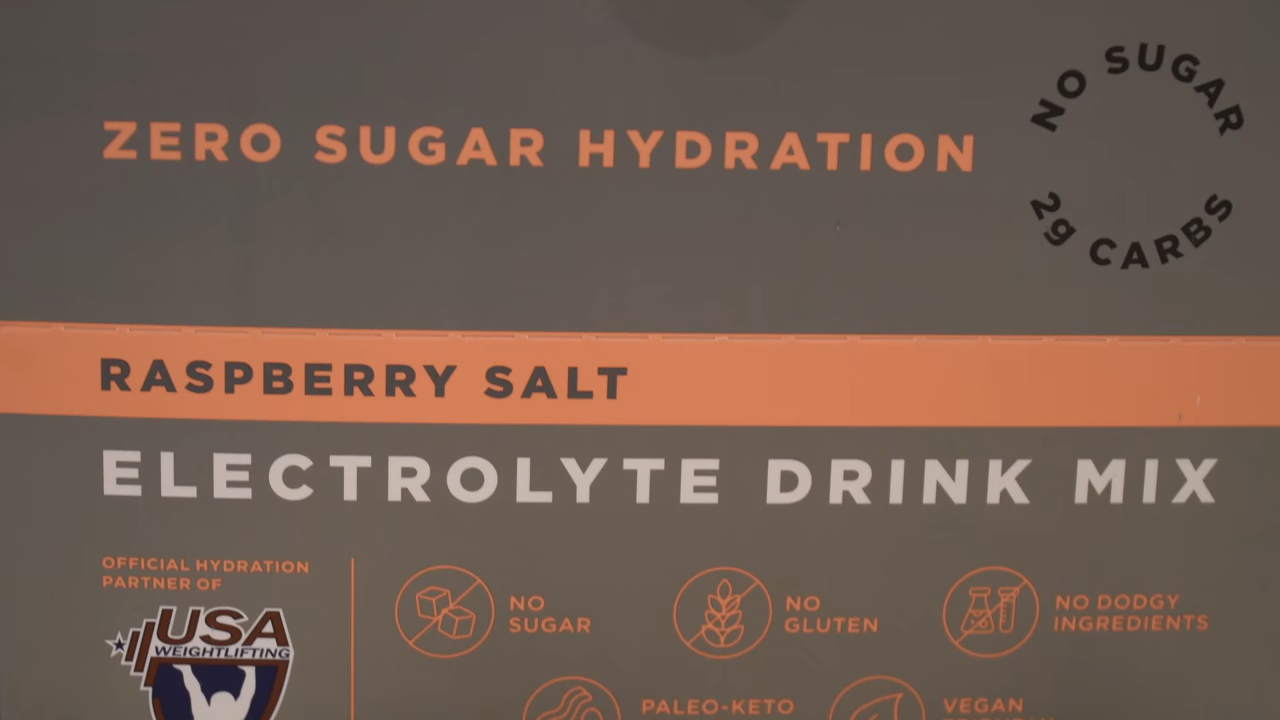 NO SUGAR
ZERO SUGAR HYDRATION
2g CARBS
RASPBERRY SALT
ELECTROLYTE DRINK MIX
OFFICIAL HYDRATION
PARTNER OF
USA
WEIGHTLIFTING
NO
SUGAR
NO
GLUTEN
NO DODGY
INGREDIENTS
PALEO-KETO
VEGAN